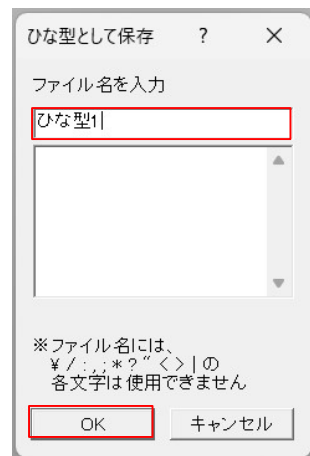 ひな型として保存 ? ×
ファイル名を入力
ひな型1
※ファイル名には、
¥ / : , ; * ? " < > | の
各文字は使用できません
OK キャンセル